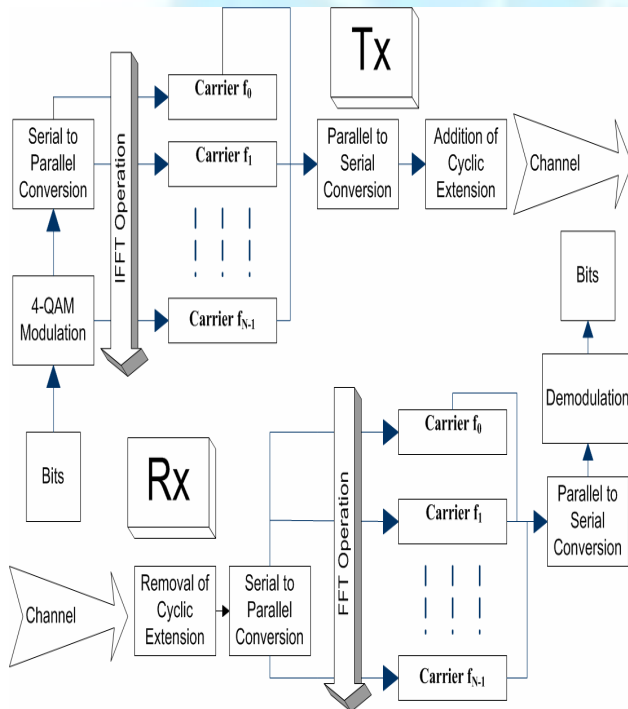 Tx
Carrier f0
Serial to
Parallel
Conversion
IFFT Operation
Carrier f1
Parallel to
Serial
Conversion
Addition of
Cyclic
Extension
Channel
4-QAM
Modulation
Carrier fN-1
Bits
Bits
Demodulation
Rx
FFT Operation
Carrier f0
Carrier f1
Parallel to
Serial
Conversion
Channel
Removal of
Cyclic
Extension
Serial to
Parallel
Conversion
Carrier fN-1